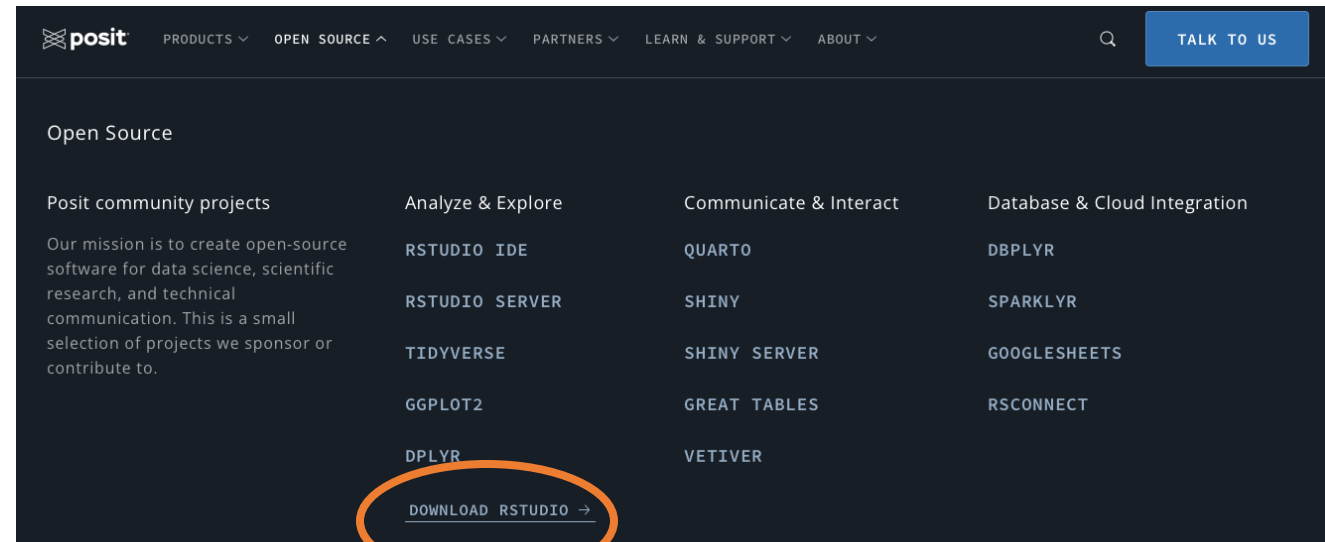 posit PRODUCTS OPEN SOURCE USE CASES PARTNERS LEARN & SUPPORT ABOUT TALK TO US
Open Source
Posit community projects
Our mission is to create open-source
software for data science, scientific
research, and technical
communication. This is a small
selection of projects we sponsor or
contribute to.
Analyze & Explore
RSTUDIO IDE
RSTUDIO SERVER
TIDYVERSE
GGPLOT2
DPLYR
DOWNLOAD RSTUDIO →
Communicate & Interact
QUARTO
SHINY
SHINY SERVER
GREAT TABLES
VETIVER
Database & Cloud Integration
DBPLYR
SPARKLYR
GOOGLESHEETS
RSCONNECT